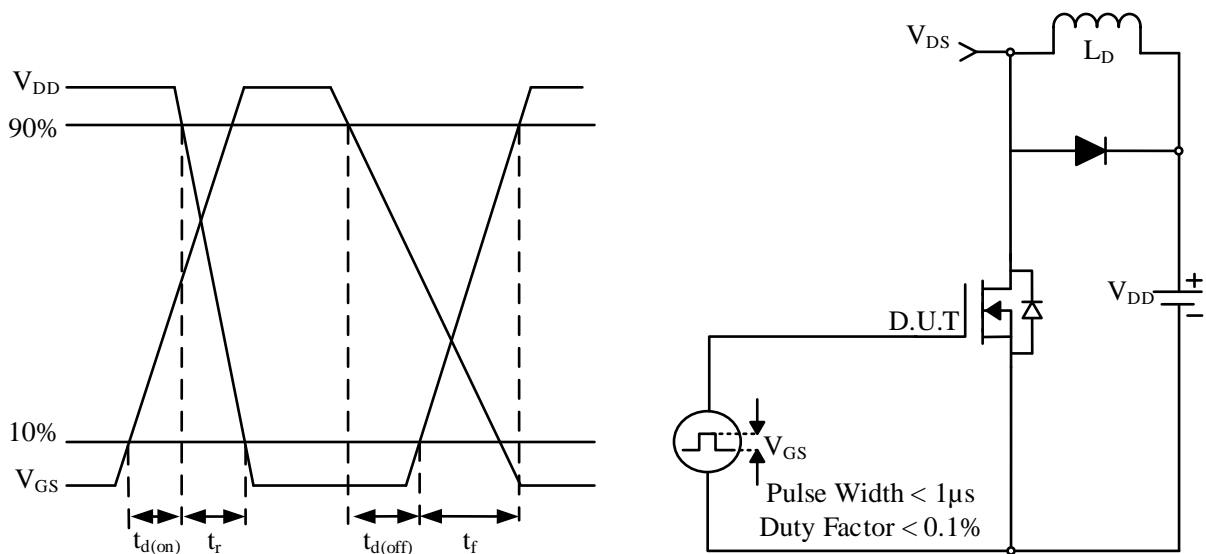 V_DD
90%
10%
V_GS
t_d(on)
t_r
t_d(off)
t_f
V_DS
L_D
V_DD
+
−
D.U.T
V_GS
Pulse Width < 1µs
Duty Factor < 0.1%